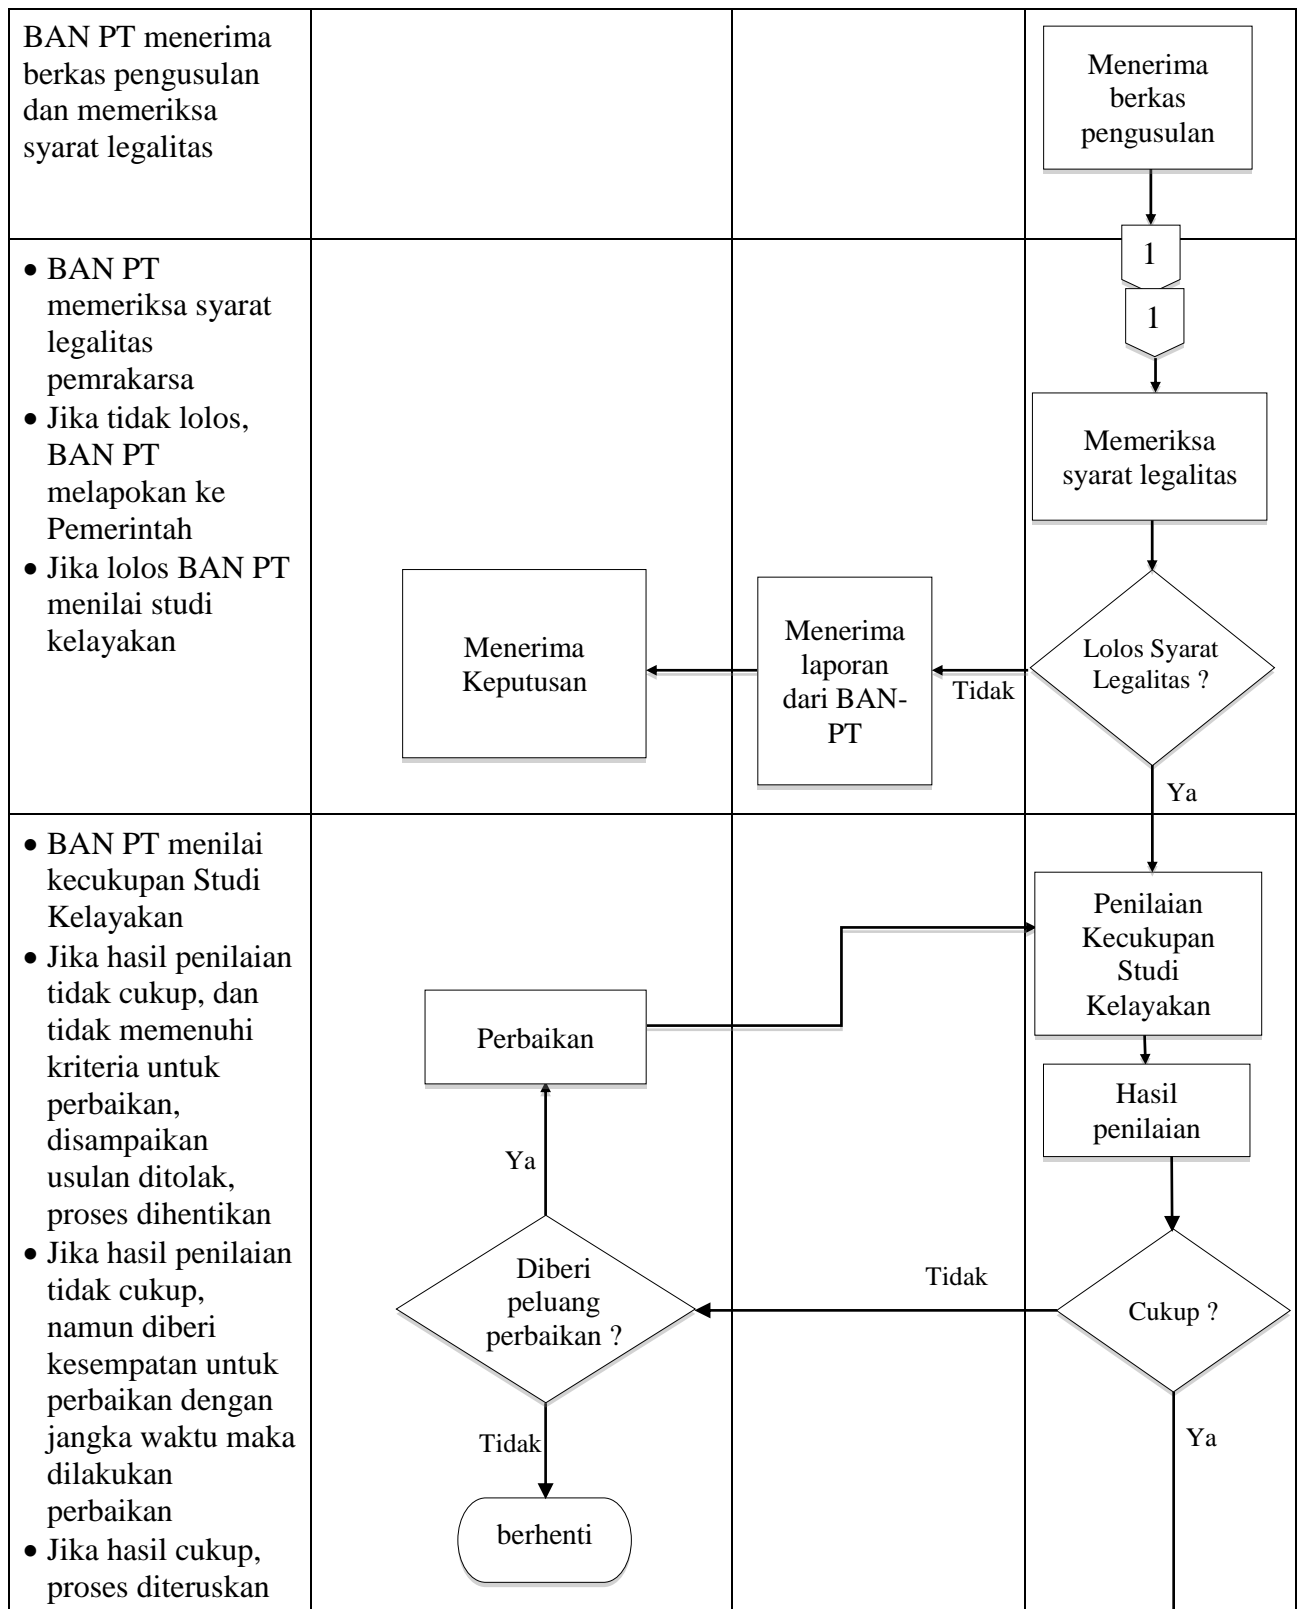 BAN PT menerima
berkas pengusulan
dan memeriksa
syarat legalitas
Menerima
berkas
pengusulan
1
• BAN PT
memeriksa syarat
legalitas
pemrakarsa
• Jika tidak lolos,
BAN PT
melapokan ke
Pemerintah
• Jika lolos BAN PT
menilai studi
kelayakan
1
Memeriksa
syarat legalitas
Lolos Syarat
Legalitas ?
Tidak
Menerima
laporan
dari BAN-
PT
Menerima
Keputusan
Ya
• BAN PT menilai
kecukupan Studi
Kelayakan
• Jika hasil penilaian
tidak cukup, dan
tidak memenuhi
kriteria untuk
perbaikan,
disampaikan
usulan ditolak,
proses dihentikan
• Jika hasil penilaian
tidak cukup,
namun diberi
kesempatan untuk
perbaikan dengan
jangka waktu maka
dilakukan
perbaikan
• Jika hasil cukup,
proses diteruskan
Penilaian
Kecukupan
Studi
Kelayakan
Hasil
penilaian
Cukup ?
Tidak
Ya
Diberi
peluang
perbaikan ?
Ya
Perbaikan
Tidak
berhenti